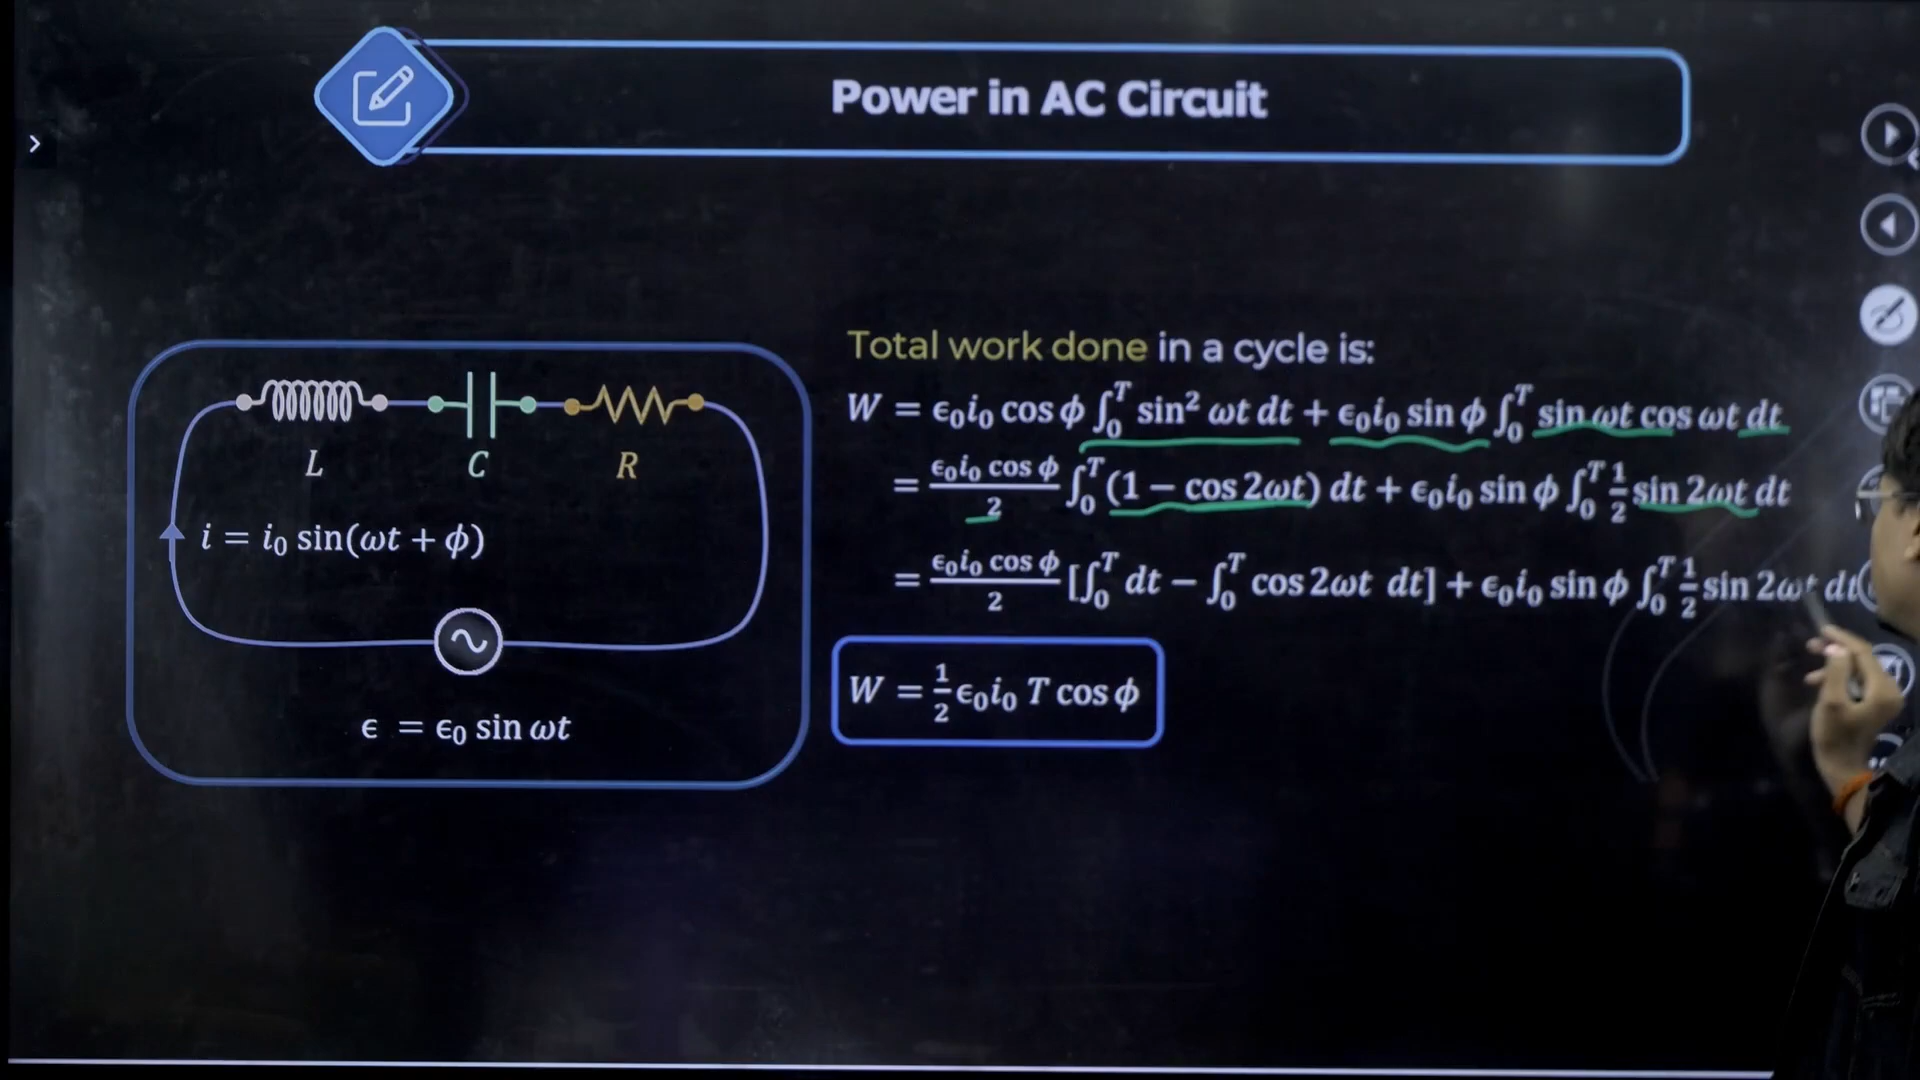 Power in AC Circuit
L C R
i = i₀ sin(ωt + ϕ)
ϵ = ϵ₀ sin ωt
Total work done in a cycle is:
W = ϵ₀i₀ cos ϕ ∫₀ᵀ sin² ωt dt + ϵ₀i₀ sin ϕ ∫₀ᵀ sin ωt cos ωt dt
= ϵ₀i₀ cos ϕ / 2 ∫₀ᵀ (1 − cos 2ωt) dt + ϵ₀i₀ sin ϕ ∫₀ᵀ 1/2 sin 2ωt dt
= ϵ₀i₀ cos ϕ / 2 [∫₀ᵀ dt − ∫₀ᵀ cos 2ωt dt] + ϵ₀i₀ sin ϕ ∫₀ᵀ 1/2 sin 2ωt dt
W = 1/2 ϵ₀i₀ T cos ϕ